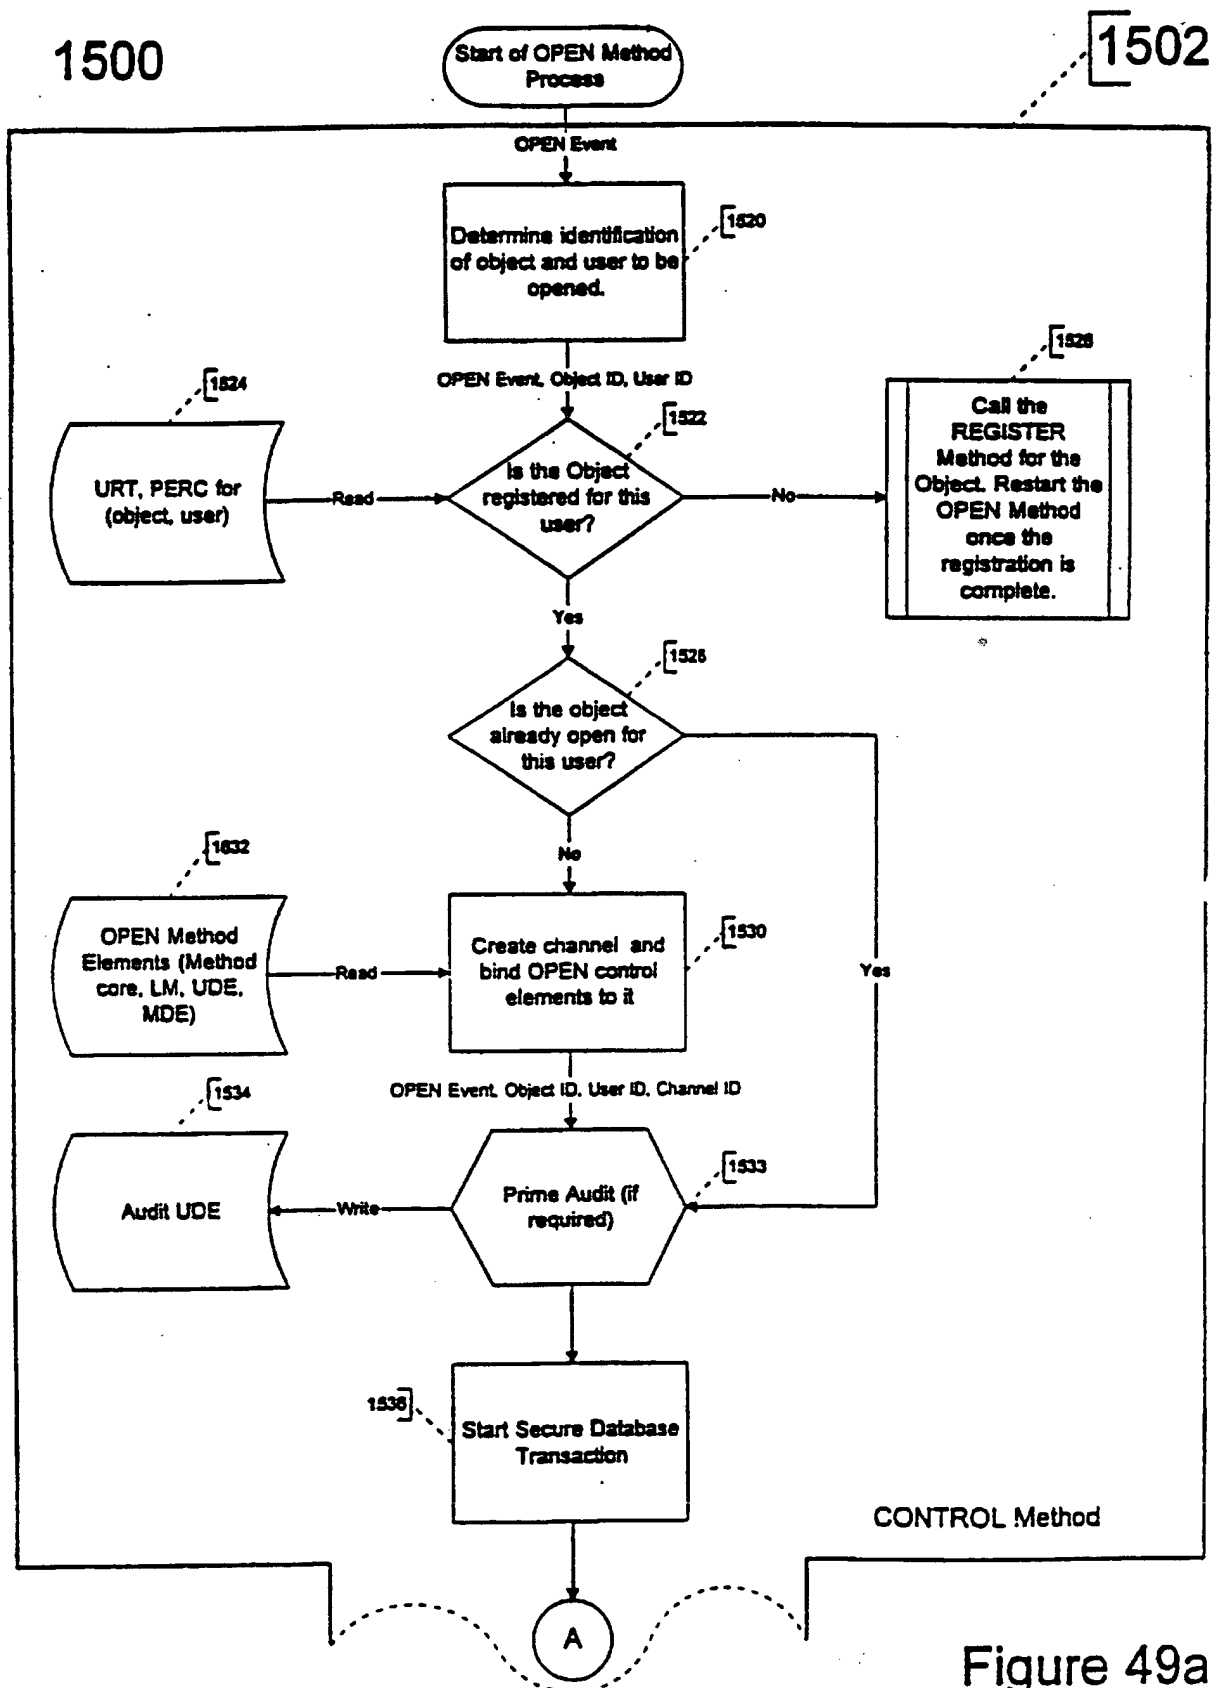 1500
Start of OPEN Method
Process
1502
OPEN Event
1520
Determine identification
of object and user to be
opened.
OPEN Event, Object ID, User ID
1524
1522
1528
URT, PERC for
(object, user)
Read
Is the Object
registered for this
user?
No
Call the
REGISTER
Method for the
Object. Restart the
OPEN Method
once the
registration is
complete.
Yes
1526
Is the object
already open for
this user?
No
Yes
1532
OPEN Method
Elements (Method
core, LM, UDE,
MDE)
Read
1530
Create channel and
bind OPEN control
elements to it
OPEN Event, Object ID, User ID, Channel ID
1534
1533
Audit UDE
Write
Prime Audit (if
required)
1536
Start Secure Database
Transaction
CONTROL Method
A
Figure 49a